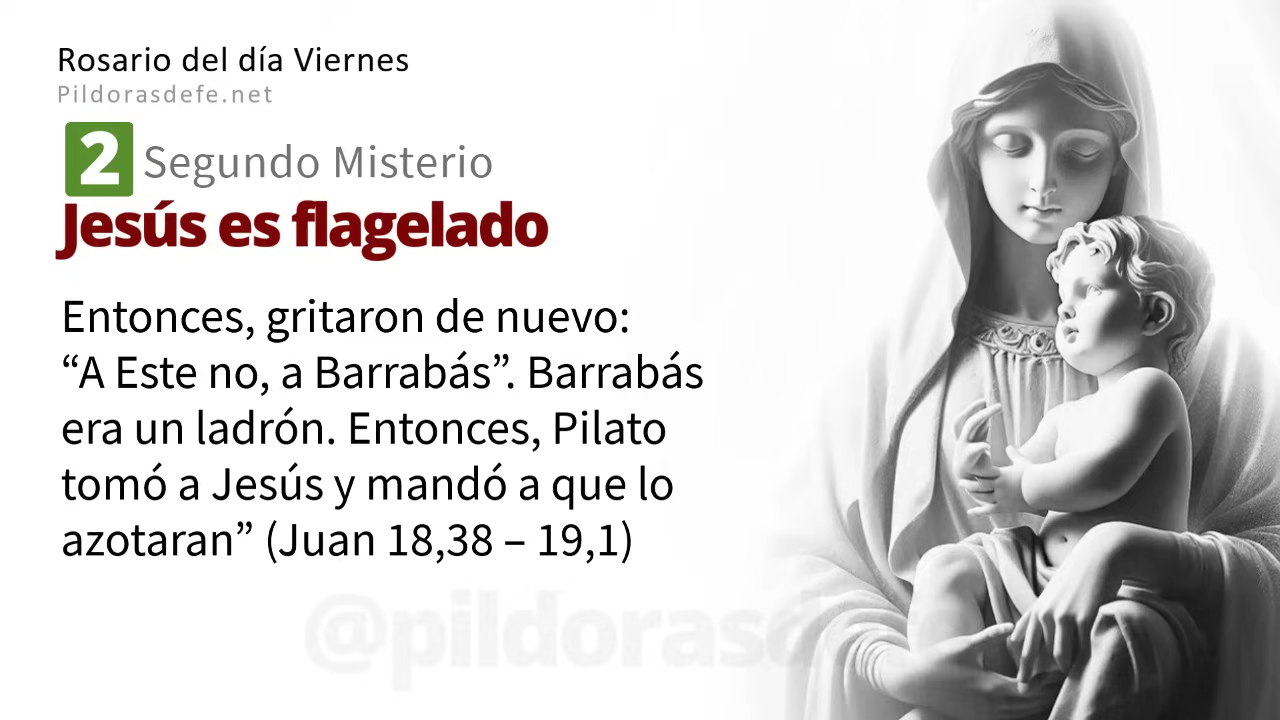 Rosario del día Viernes
Pildorasdefe.net
2 Segundo Misterio
Jesús es flagelado
Entonces, gritaron de nuevo:
“A Este no, a Barrabás”. Barrabás
era un ladrón. Entonces, Pilato
tomó a Jesús y mandó a que lo
azotaran” (Juan 18,38 – 19,1)